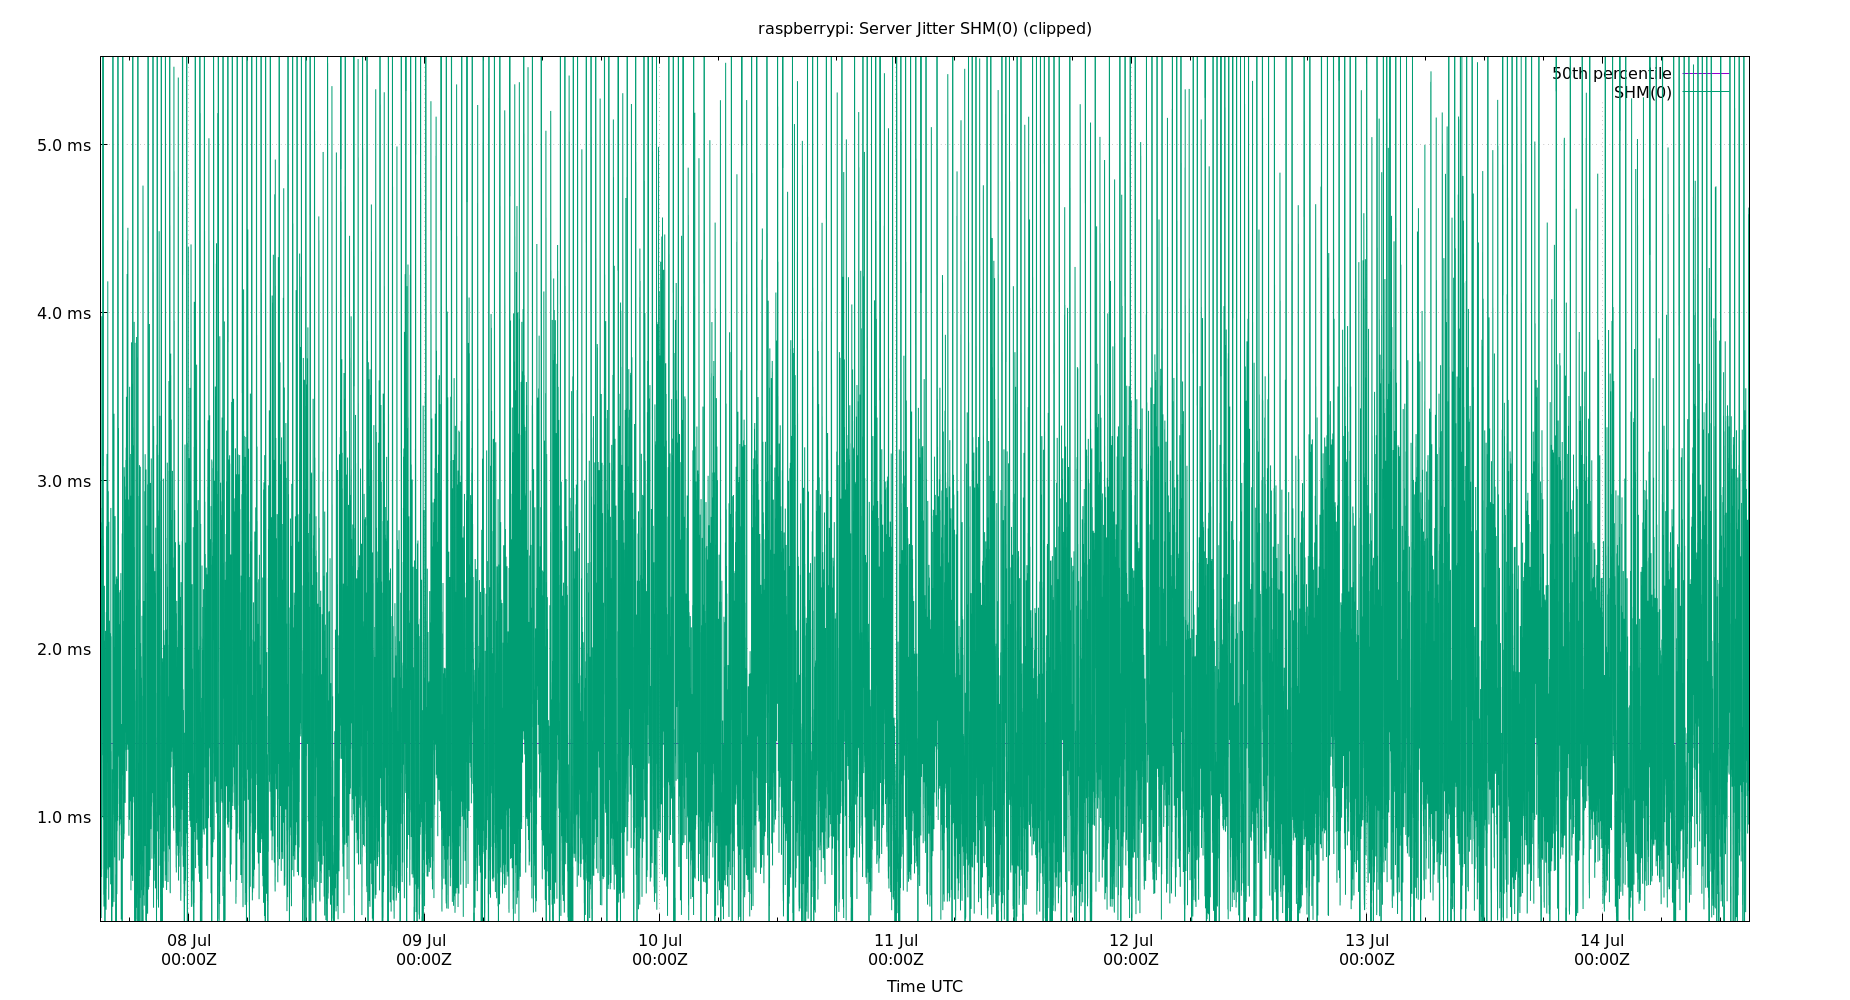 raspberrypi: Server Jitter SHM(0) (clipped)
50th percentile
SHM(0)
5.0 ms
4.0 ms
3.0 ms
2.0 ms
1.0 ms
08 Jul 09 Jul 10 Jul 11 Jul 12 Jul 13 Jul 14 Jul
00:00Z 00:00Z 00:00Z 00:00Z 00:00Z 00:00Z 00:00Z
Time UTC